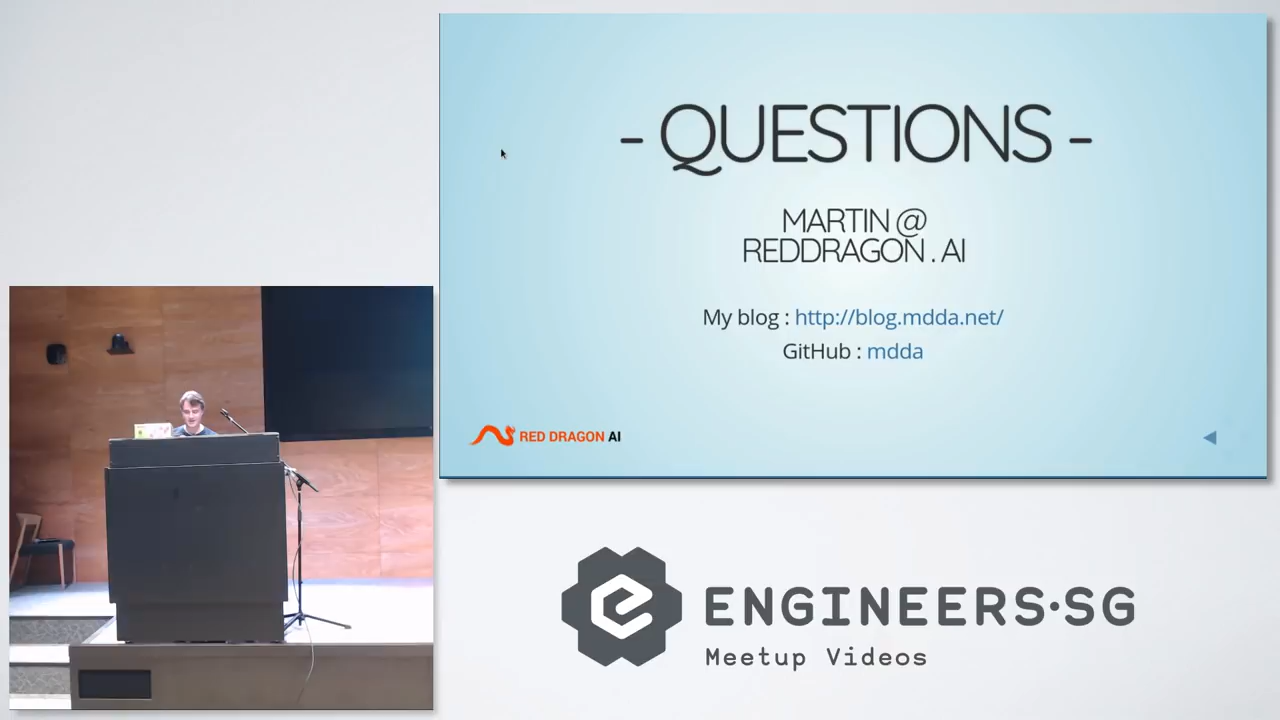 - QUESTIONS -
MARTIN @
REDDRAGON . AI
My blog : http://blog.mdda.net/
GitHub : mdda
RED DRAGON AI
ENGINEERS·SG
Meetup Videos